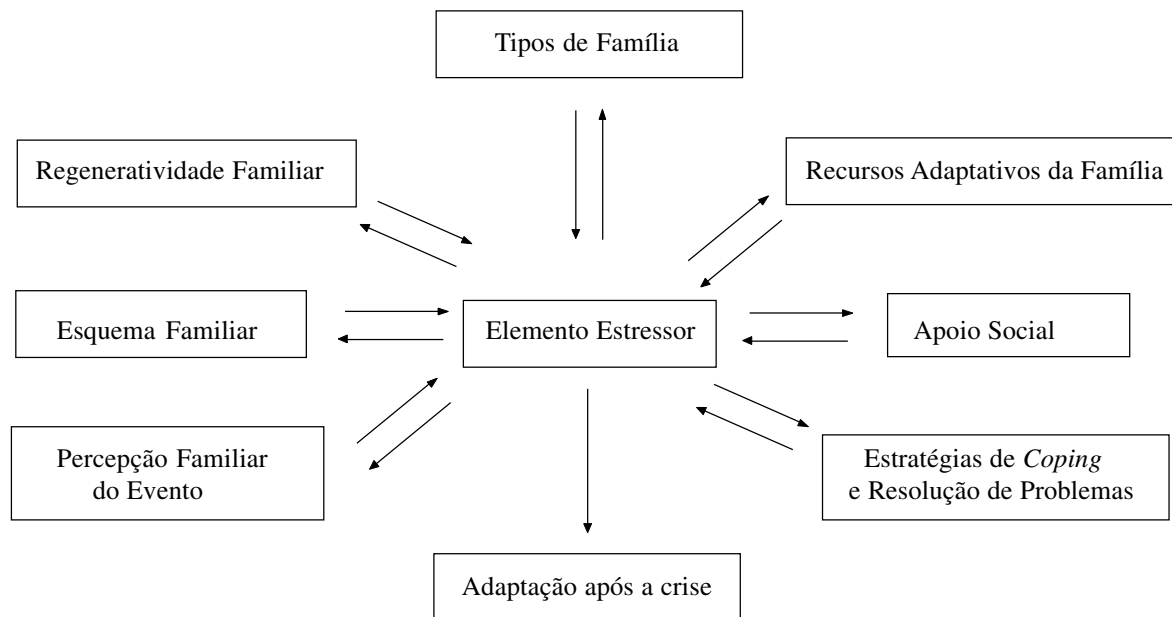 Tipos de Família
Regeneratividade Familiar
Recursos Adaptativos da Família
Esquema Familiar
Elemento Estressor
Apoio Social
Percepção Familiar
do Evento
Estratégias de Coping
e Resolução de Problemas
Adaptação após a crise